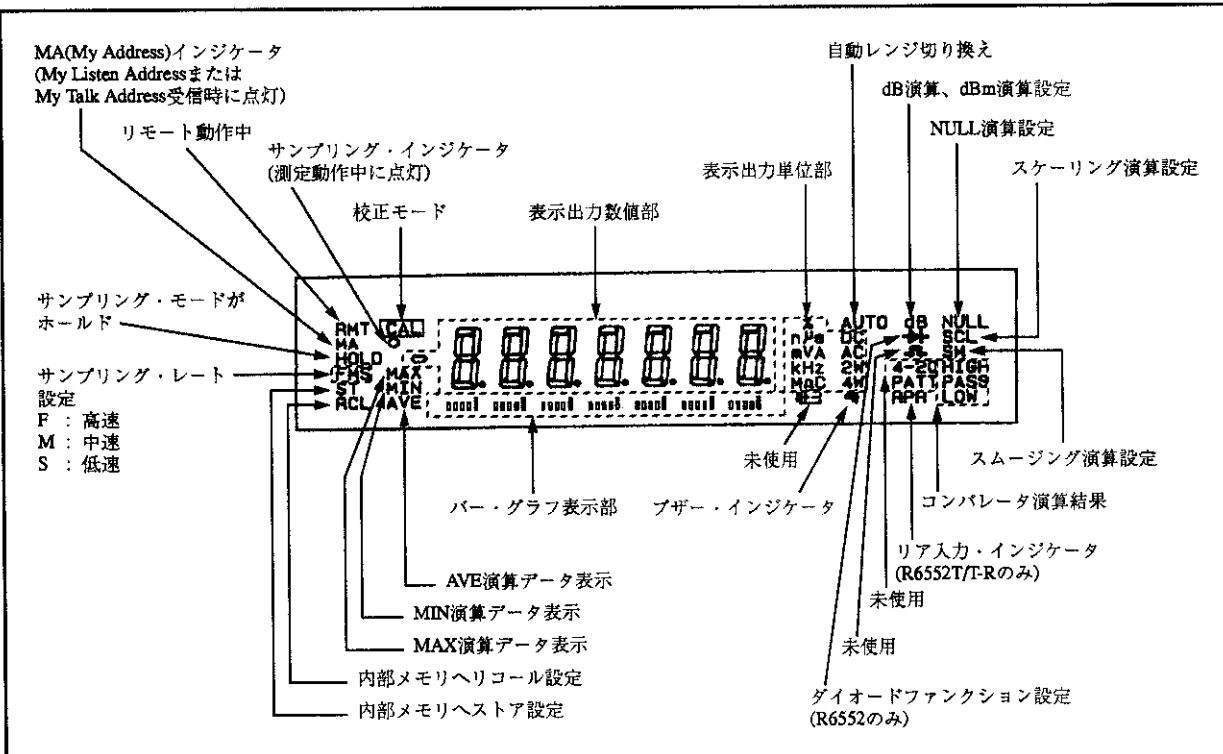 MA(My Address)インジケータ
(My Listen Addressまたは
My Talk Address受信時に点灯)
リモート動作中
サンプリング・インジケータ
(測定動作中に点灯)
校正モード
表示出力数値部
表示出力単位部
自動レンジ切り換え
dB演算、dBm演算設定
NULL演算設定
スケーリング演算設定
サンプリング・モードが
ホールド
サンプリング・レート
設定
F : 高速
M : 中速
S : 低速
RMT CAL
MA
HOLD
FMS MAX
ST MIN
RCL AVE
% AUTO dB NULL
DC SCL
mVA AC SM
kHz 2W 4-20 HIGH
MΩC 4W PATT PASS
RPR LOW
未使用
ブザー・インジケータ
バー・グラフ表示部
スムージング演算設定
コンパレータ演算結果
リア入力・インジケータ
(R6552T/T-Rのみ)
未使用
未使用
ダイオードファンクション設定
(R6552のみ)
AVE演算データ表示
MIN演算データ表示
MAX演算データ表示
内部メモリへリコール設定
内部メモリへストア設定